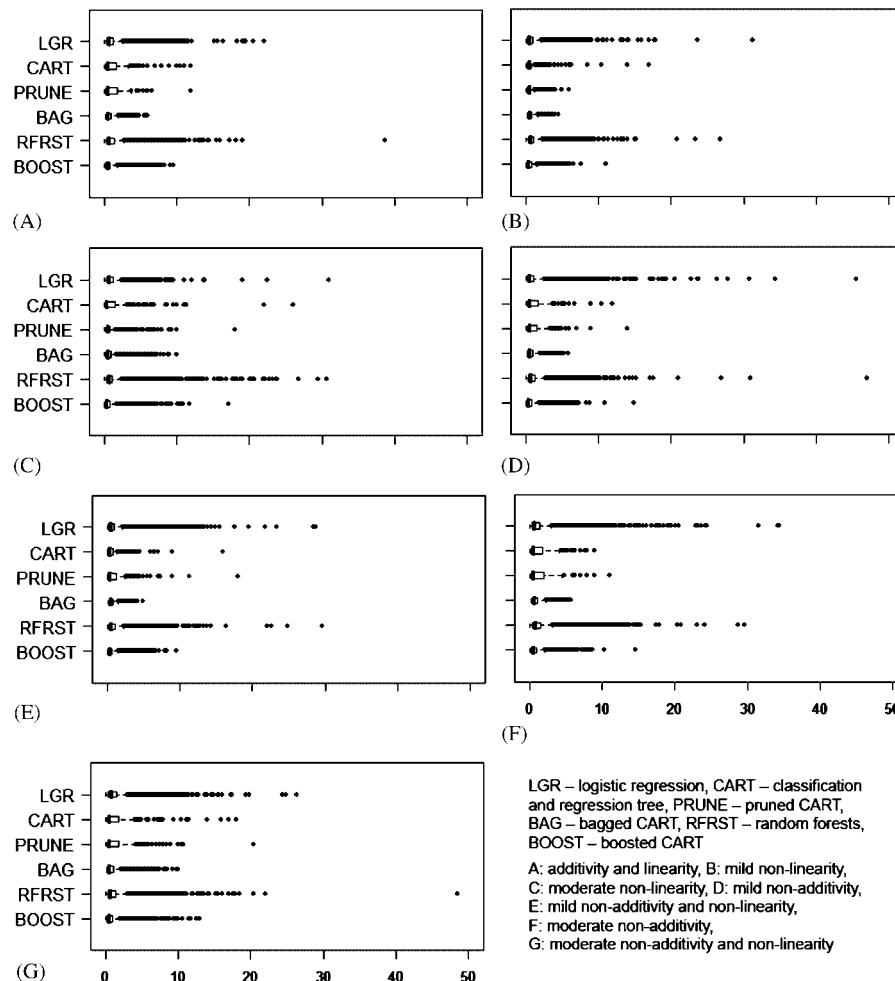 LGR
CART
PRUNE
BAG
RFRST
BOOST
(A)
(B)
LGR
CART
PRUNE
BAG
RFRST
BOOST
(C)
(D)
LGR
CART
PRUNE
BAG
RFRST
BOOST
(E)
0 10 20 30 40 50
(F)
LGR
CART
PRUNE
BAG
RFRST
BOOST
(G)
0 10 20 30 40 50
LGR – logistic regression, CART – classification
and regression tree, PRUNE – pruned CART,
BAG – bagged CART, RFRST – random forests,
BOOST – boosted CART
A: additivity and linearity, B: mild non-linearity,
C: moderate non-linearity, D: mild non-additivity,
E: mild non-additivity and non-linearity,
F: moderate non-additivity,
G: moderate non-additivity and non-linearity